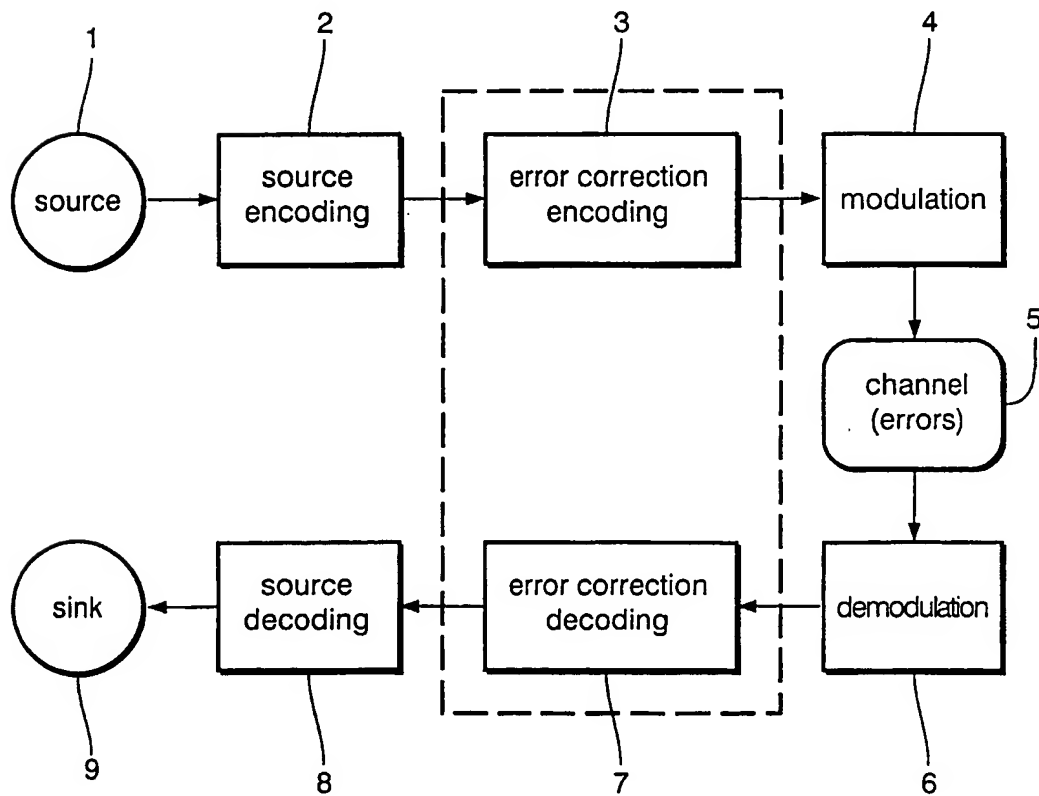 1
2
3
4
source
source
encoding
error correction
encoding
modulation
5
channel
(errors)
sink
source
decoding
error correction
decoding
demodulation
9
8
7
6